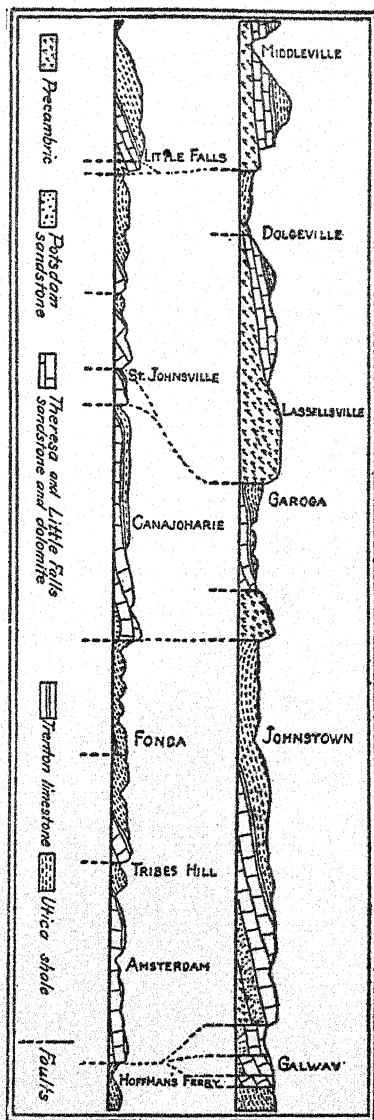 MIDDLEVILLE
LITTLE FALLS
DOLGEVILLE
ST. JOHNSVILLE
LASSELLSVILLE
GAROGA
CANAJOHARIE
FONDA
JOHNSTOWN
TRIBES HILL
AMSTERDAM
GALWAY
HOFFMANS FERRY
Precambric
Potsdam
sandstone
Theresa and Little Falls
sandstone and dolomite
Trenton limestone
Utica shale
Faults